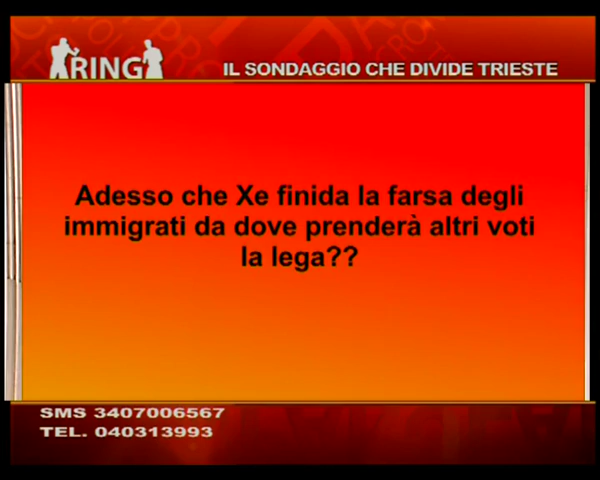 RING
IL SONDAGGIO CHE DIVIDE TRIESTE
Adesso che Xe finida la farsa degli
immigrati da dove prenderà altri voti
la lega??
SMS 3407006567
TEL. 040313993